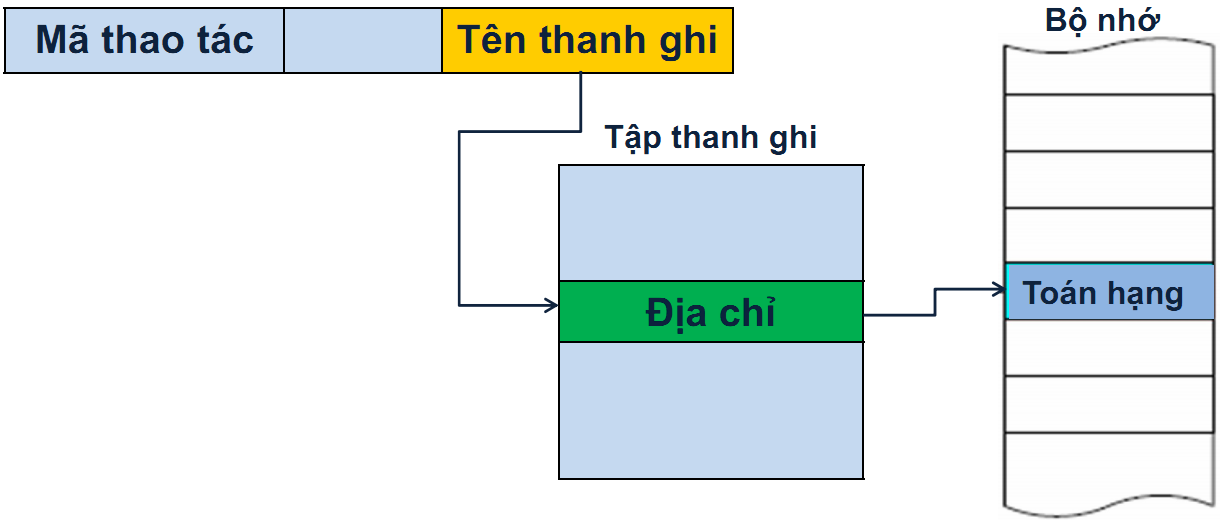 Mã thao tác
Tên thanh ghi
Bộ nhớ
Tập thanh ghi
Địa chỉ
Toán hạng